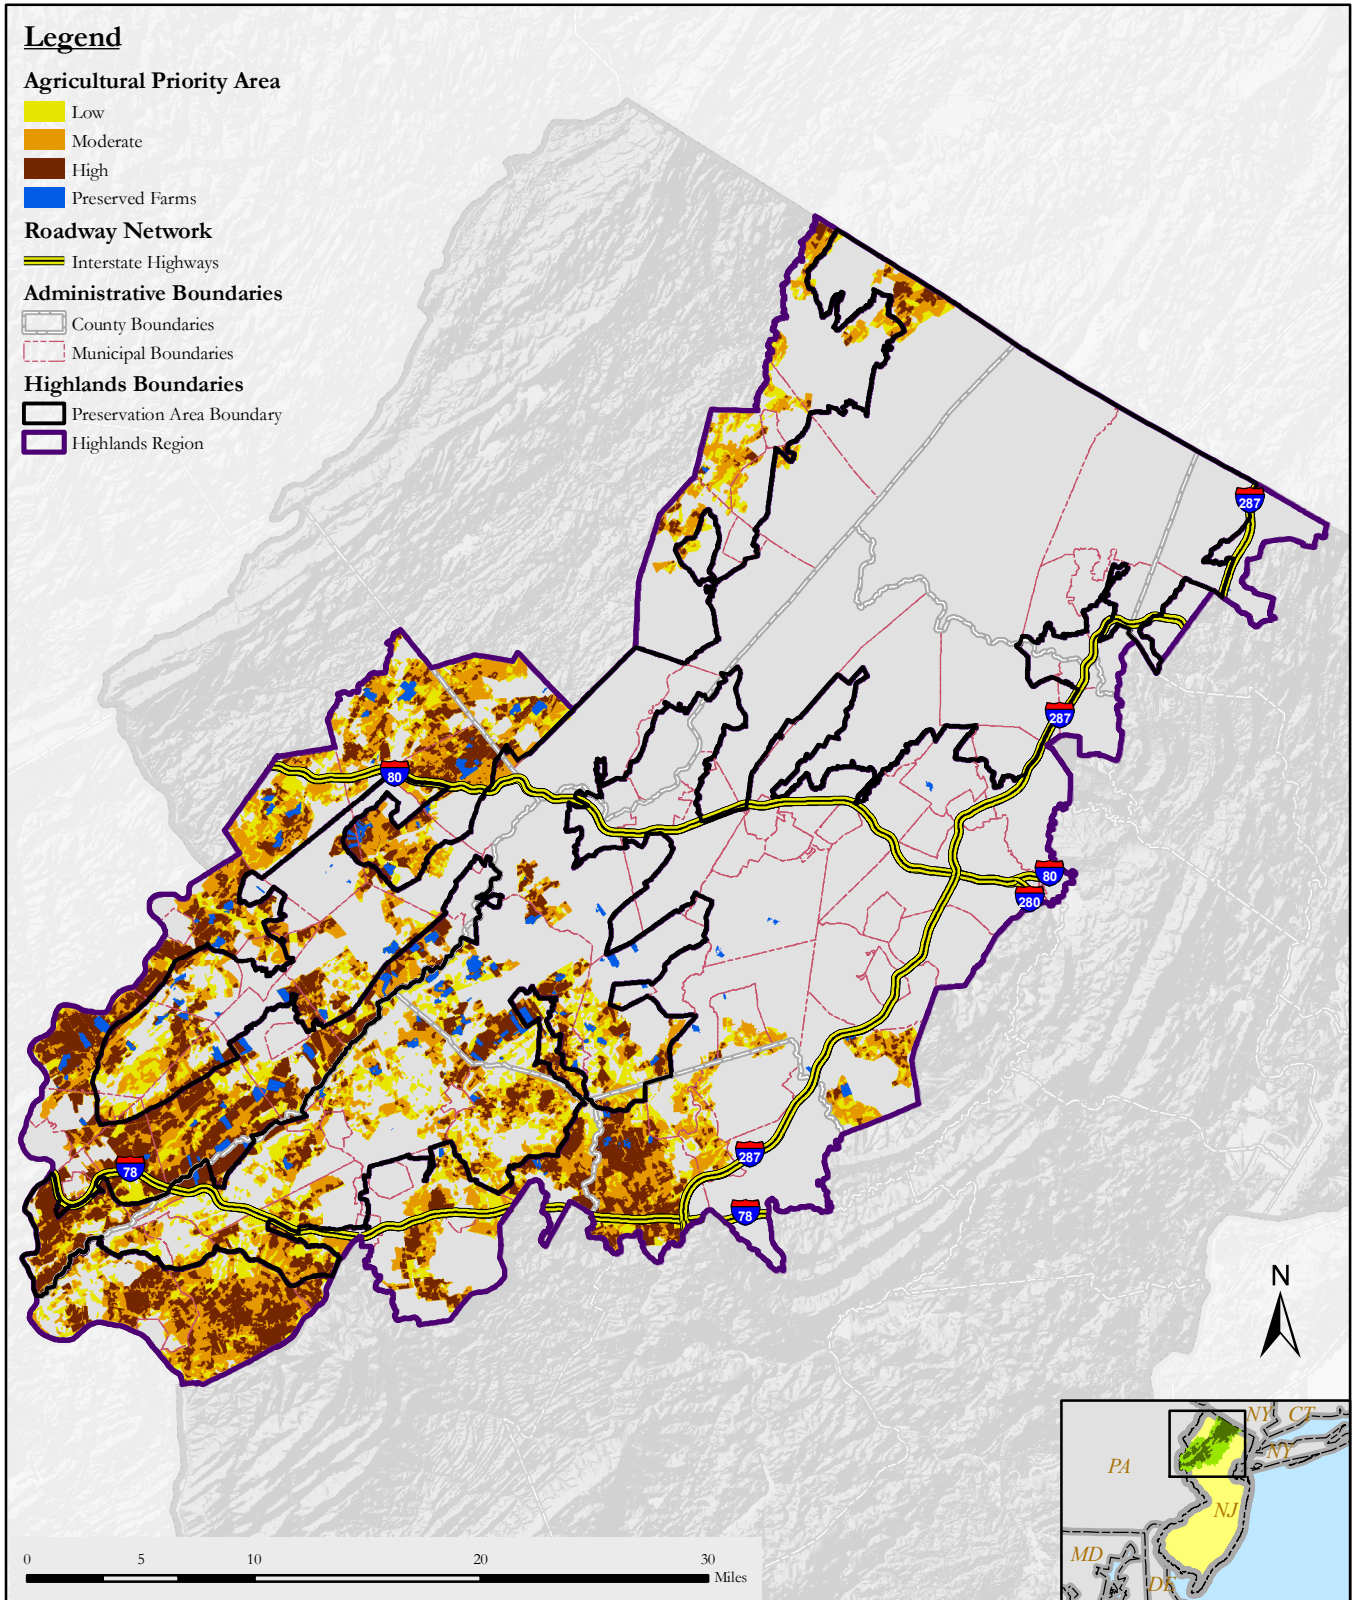 Legend
Agricultural Priority Area
Low
Moderate
High
Preserved Farms
Roadway Network
Interstate Highways
Administrative Boundaries
County Boundaries
Municipal Boundaries
Highlands Boundaries
Preservation Area Boundary
Highlands Region
287
287
80
80
280
287
78
78
N
NY CT
NY
PA
NJ
MD
DE
0 5 10 20 30
Miles